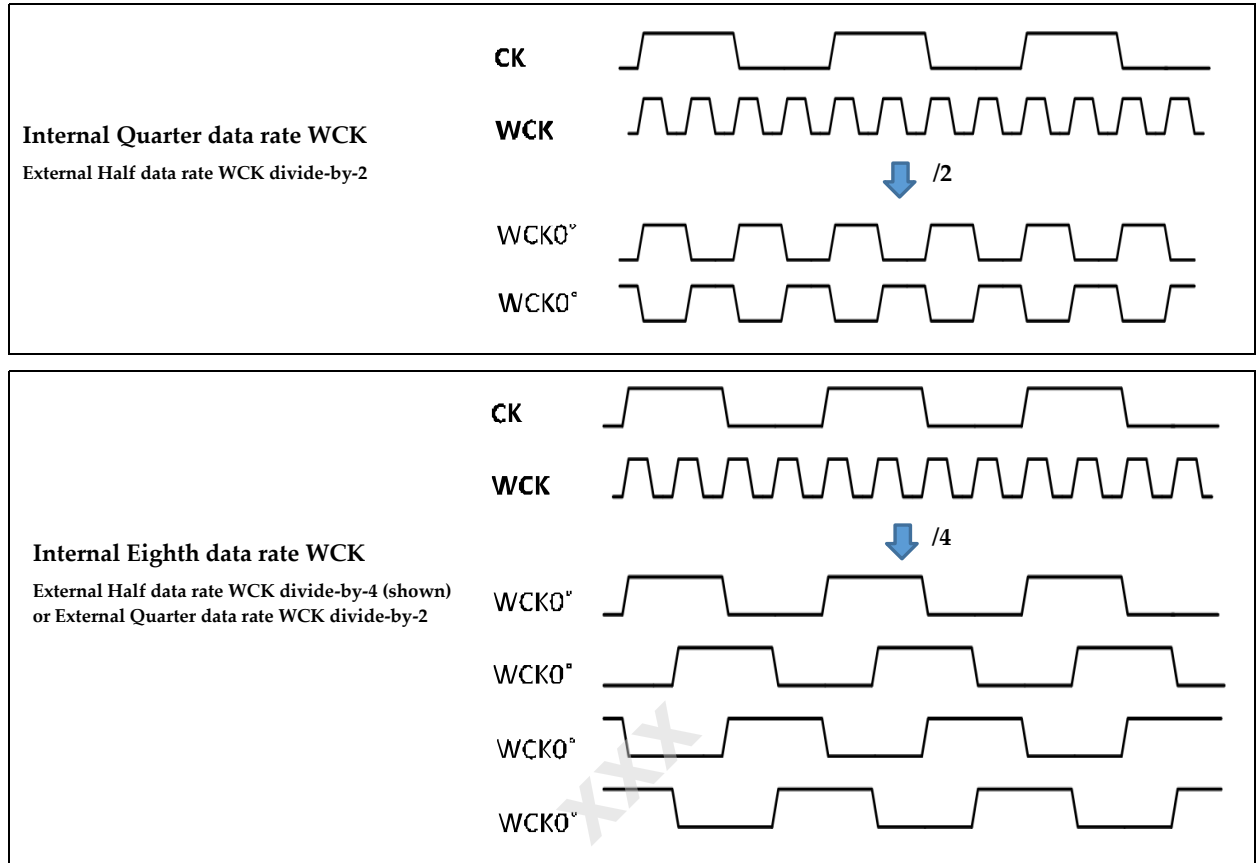 CK
WCK
Internal Quarter data rate WCK
External Half data rate WCK divide-by-2
/2
WCK0°
WCK0°
CK
WCK
/4
Internal Eighth data rate WCK
External Half data rate WCK divide-by-4 (shown)
or External Quarter data rate WCK divide-by-2
WCK0°
WCK0°
WCK0°
WCK0°
XXX